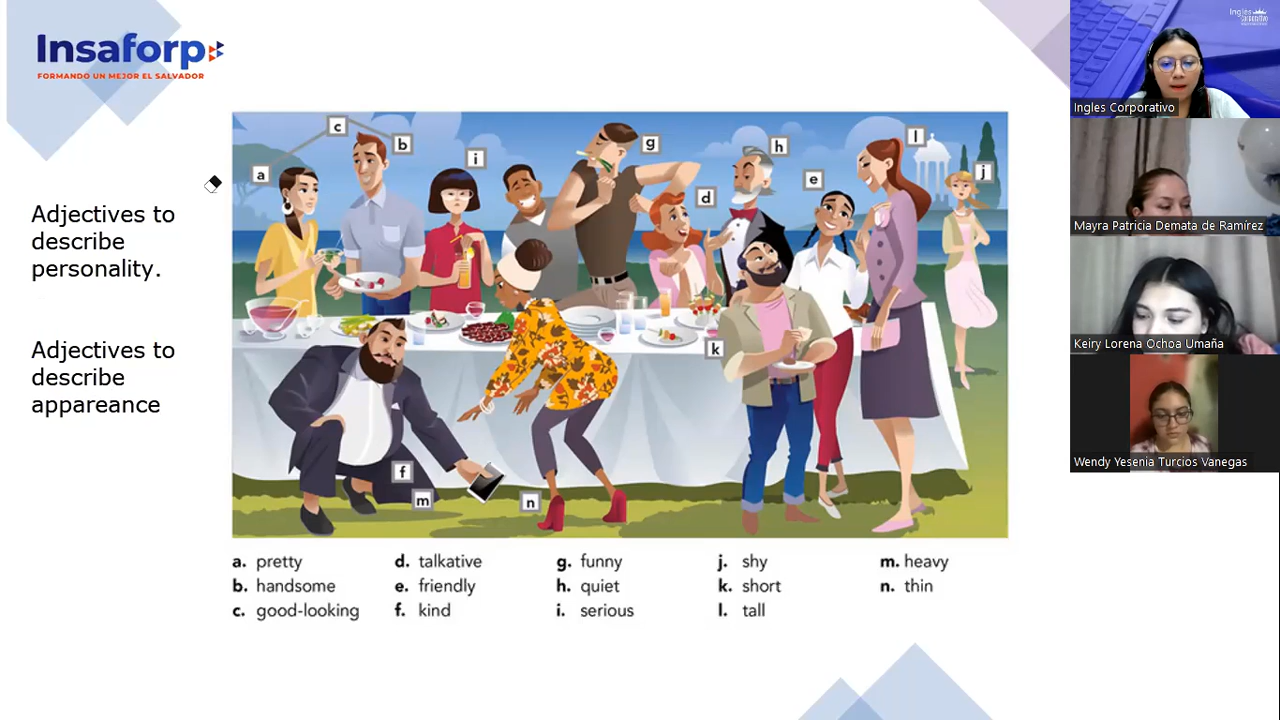 Insaforp
FORMANDO UN MEJOR EL SALVADOR
Adjectives to
describe
personality.
Adjectives to
describe
appareance
c
b
a
i
g
h
l
d
e
j
k
f
m
n
a. pretty
b. handsome
c. good-looking
d. talkative
e. friendly
f. kind
g. funny
h. quiet
i. serious
j. shy
k. short
l. tall
m. heavy
n. thin
Ingles Corporativo
Mayra Patricia Demata de Ramírez
Keiry Lorena Ochoa Umaña
Wendy Yesenia Turcios Vanegas